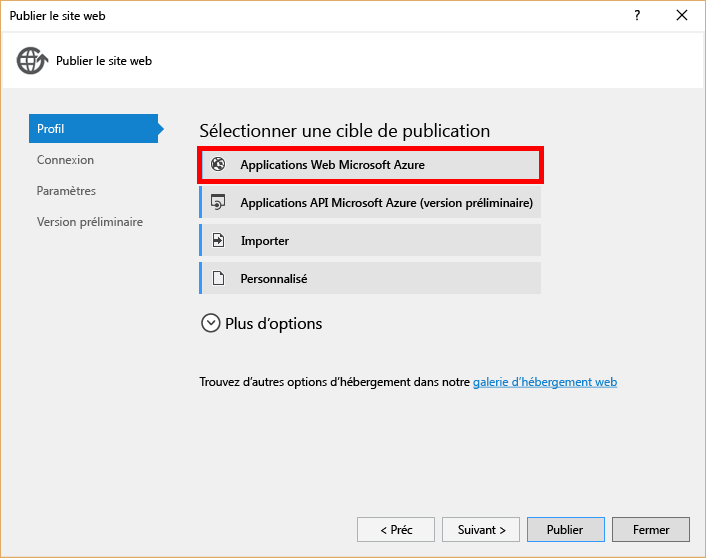 Publier le site web
?
Publier le site web
Profil
Connexion
Paramètres
Version préliminaire
Sélectionner une cible de publication
Applications Web Microsoft Azure
Applications API Microsoft Azure (version préliminaire)
Importer
Personnalisé
Plus d’options
Trouvez d’autres options d’hébergement dans notre galerie d’hébergement web
< Préc
Suivant >
Publier
Fermer